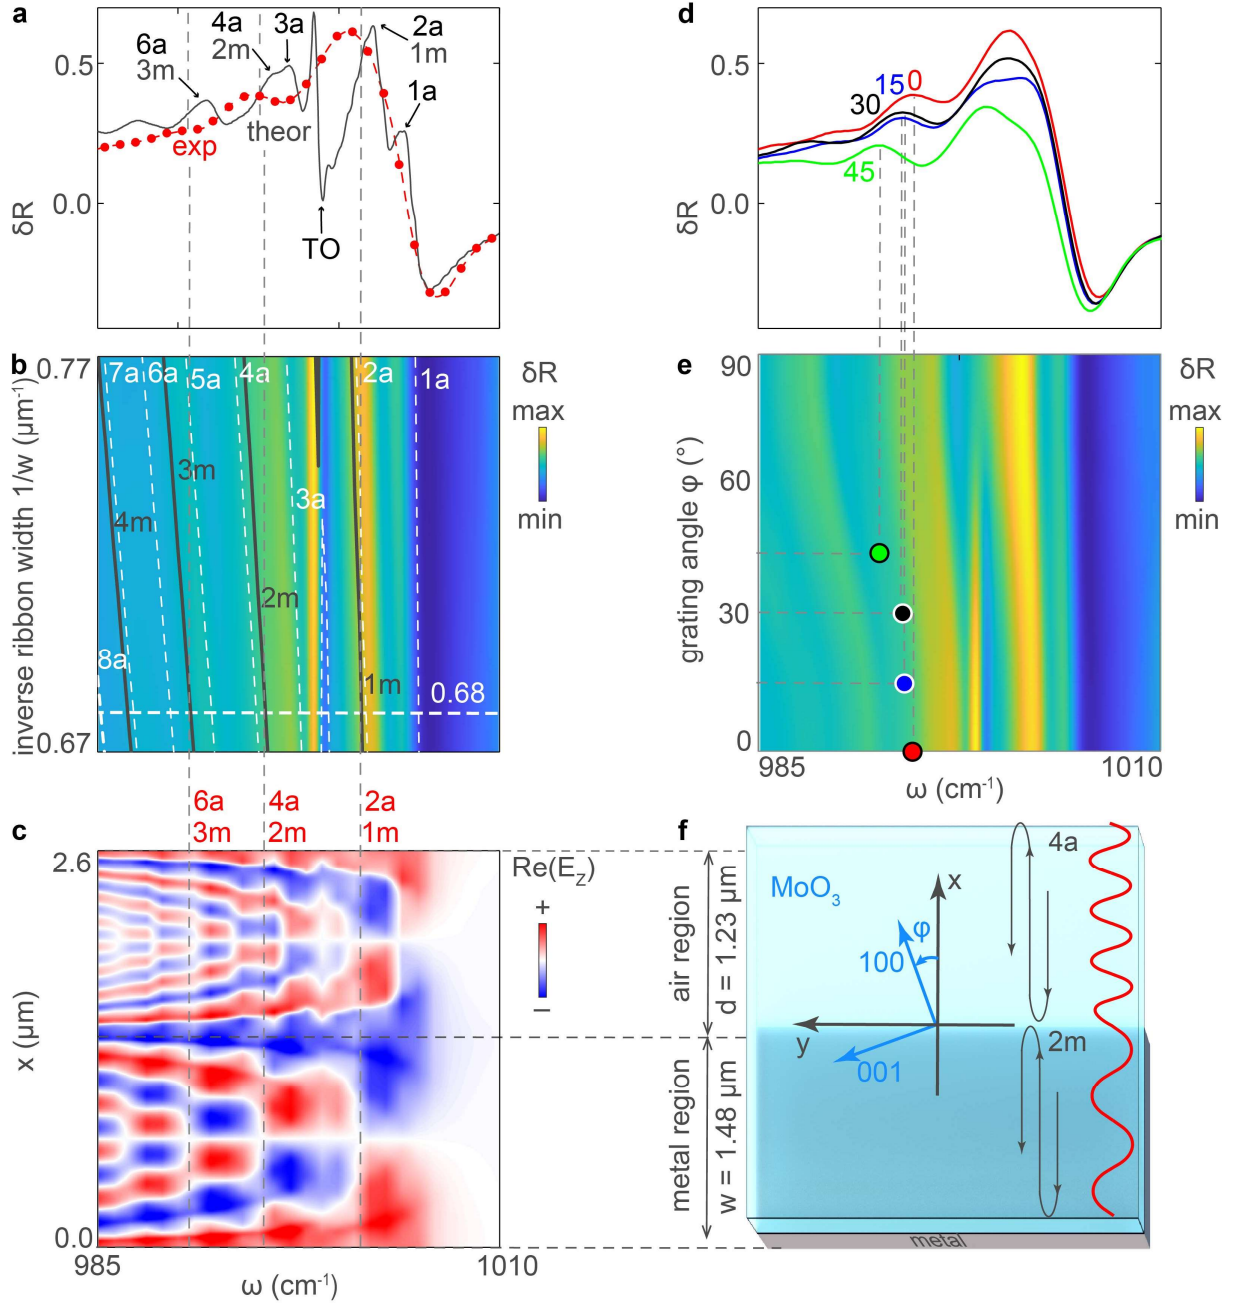 a
4a
3a
2a
6a
2m
1m
3m
1a
0.5
theor
exp
0.0
TO
δR
b
0.77
7a
6a
5a
4a
2a
1a
δR
max
min
3m
3a
4m
2m
8a
1m
0.68
inverse ribbon width 1/w (μm⁻¹)
0.67
c
6a
4a
2a
3m
2m
1m
2.6
Re(E_Z)
+
−
x (μm)
0.0
985
1010
ω (cm⁻¹)
d
0.5
15
0
30
45
0.0
δR
e
90
δR
max
min
60
30
0
grating angle φ (°)
985
1010
ω (cm⁻¹)
f
4a
MoO₃
x
φ
100
y
001
2m
air region
d = 1.23 μm
metal region
w = 1.48 μm
metal